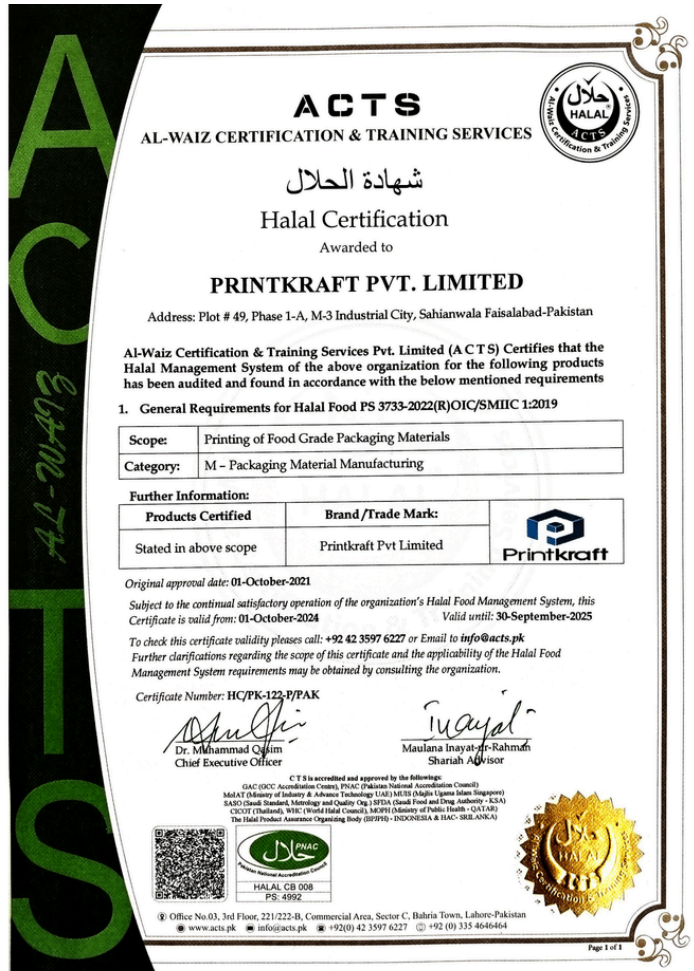 ACTS
AL-WAIZ
ACTS
AL-WAIZ CERTIFICATION & TRAINING SERVICES
حلال
HALAL
ACTS
Al-Waiz Certification & Training Services
شهادة الحلال
Halal Certification
Awarded to
PRINTKRAFT PVT. LIMITED
Address: Plot # 49, Phase 1-A, M-3 Industrial City, Sahianwala Faisalabad-Pakistan
Al-Waiz Certification & Training Services Pvt. Limited (A C T S) Certifies that the
Halal Management System of the above organization for the following products
has been audited and found in accordance with the below mentioned requirements
1. General Requirements for Halal Food PS 3733-2022(R)OIC/SMIIC 1:2019
Scope: Printing of Food Grade Packaging Materials
Category: M – Packaging Material Manufacturing
Further Information:
Products Certified Brand/Trade Mark:
Stated in above scope Printkraft Pvt Limited
Printkraft
Original approval date: 01-October-2021
Subject to the continual satisfactory operation of the organization's Halal Food Management System, this
Certificate is valid from: 01-October-2024 Valid until: 30-September-2025
To check this certificate validity please call: +92 42 3597 6227 or Email to info@acts.pk
Further clarifications regarding the scope of this certificate and the applicability of the Halal Food
Management System requirements may be obtained by consulting the organization.
Certificate Number: HC/PK-122-P/PAK
Dr. Muhammad Qasim
Chief Executive Officer
Inayat
Maulana Inayat-ur-Rahman
Shariah Advisor
C T S is accredited and approved by the followings:
GAC (GCC Accreditation Centre), PNAC (Pakistan National Accreditation Council)
MoIAT (Ministry of Industry & Advance Technology UAE) MUIS (Majlis Ugama Islam Singapore)
SASO (Saudi Standard, Metrology and Quality Org.) SFDA (Saudi Food and Drug Authority - KSA)
CICOT (Thailand), WHC (World Halal Council), MOPH (Ministry of Public Health - QATAR)
The Halal Product Assurance Organizing Body (BPJPH) - INDONESIA & HAC- SRILANKA)
حلال
PNAC
Pakistan National Accreditation Council
HALAL CB 008
PS: 4992
حلال
HALAL
ACTS
Al-Waiz Certification & Training Services
Office No.03, 3rd Floor, 221/222-B, Commercial Area, Sector C, Bahria Town, Lahore-Pakistan
www.acts.pk info@acts.pk +92(0) 42 3597 6227 +92 (0) 335 4646464
Page 1 of 1